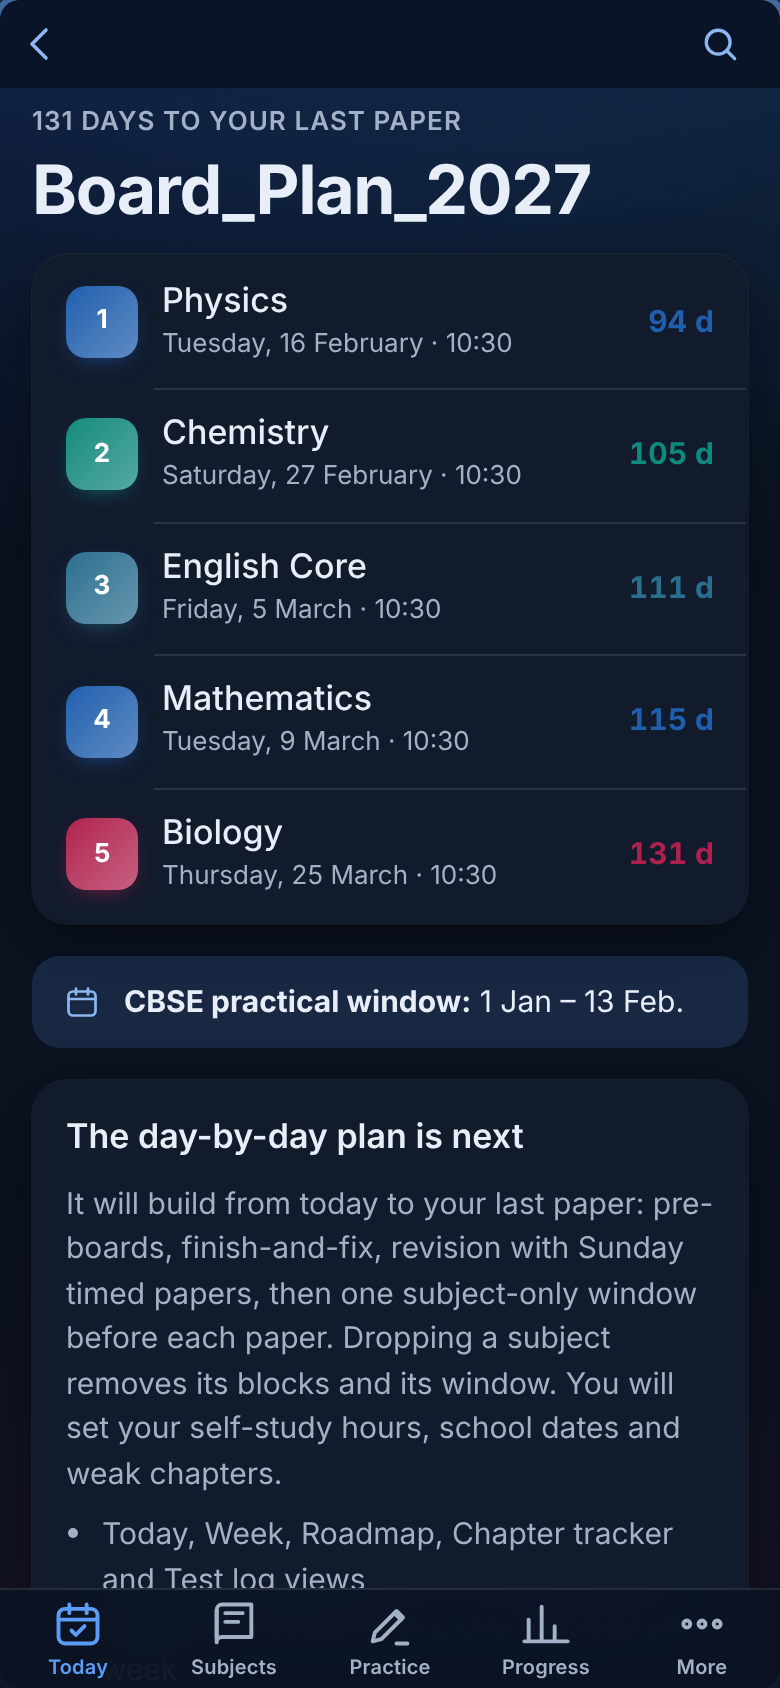 131 DAYS TO YOUR LAST PAPER
Board_Plan_2027
1
Physics
Tuesday, 16 February · 10:30
94 d
2
Chemistry
Saturday, 27 February · 10:30
105 d
3
English Core
Friday, 5 March · 10:30
111 d
4
Mathematics
Tuesday, 9 March · 10:30
115 d
5
Biology
Thursday, 25 March · 10:30
131 d
CBSE practical window: 1 Jan – 13 Feb.
The day-by-day plan is next
It will build from today to your last paper: pre-
boards, finish-and-fix, revision with Sunday
timed papers, then one subject-only window
before each paper. Dropping a subject
removes its blocks and its window. You will
set your self-study hours, school dates and
weak chapters.
• Today, Week, Roadmap, Chapter tracker
and Test log views
week
Today
Subjects
Practice
Progress
More